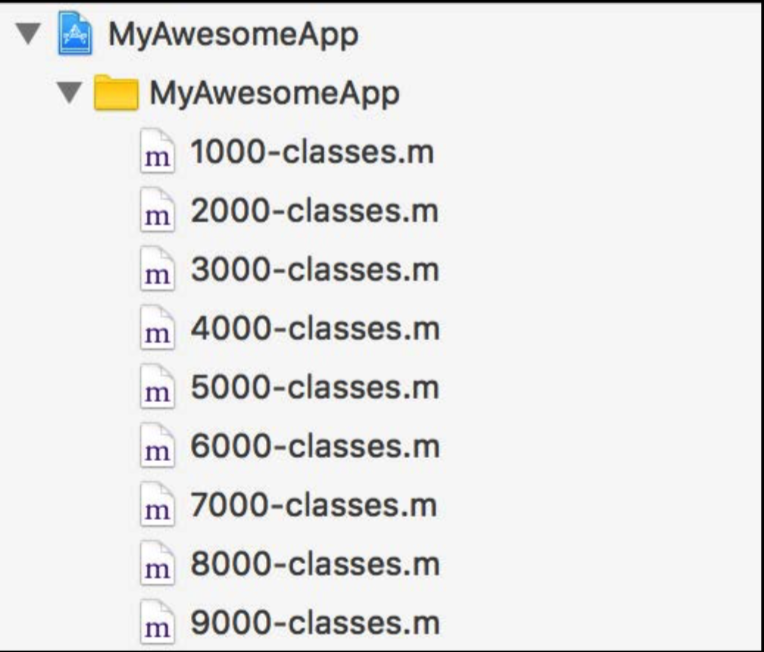 MyAwesomeApp
MyAwesomeApp
m 1000-classes.m
m 2000-classes.m
m 3000-classes.m
m 4000-classes.m
m 5000-classes.m
m 6000-classes.m
m 7000-classes.m
m 8000-classes.m
m 9000-classes.m